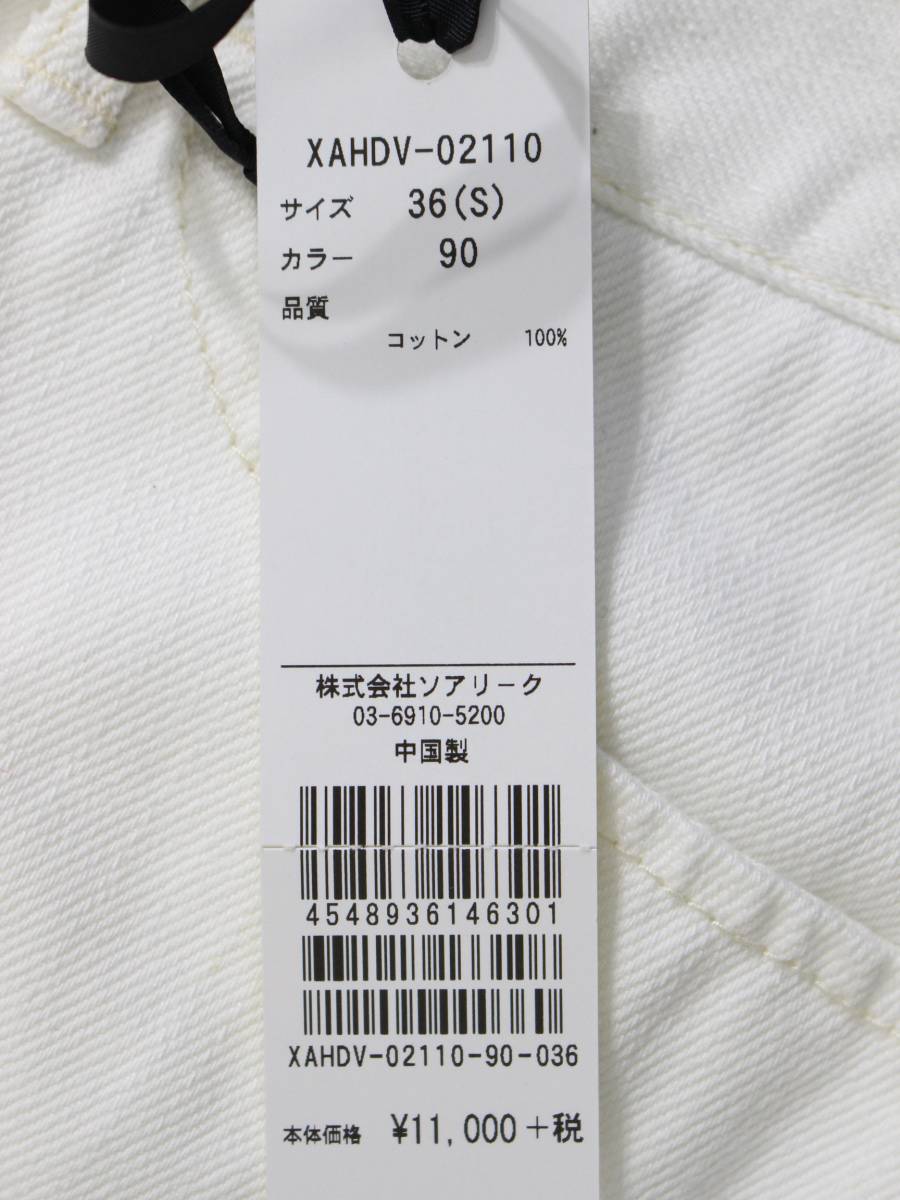 XAHDV-02110
サイズ 36(S)
カラー 90
品質
コットン 100%
株式会社ソアリーク
03-6910-5200
中国製
4548936146301
XAHDV-02110-90-036
本体価格 ¥11,000+税